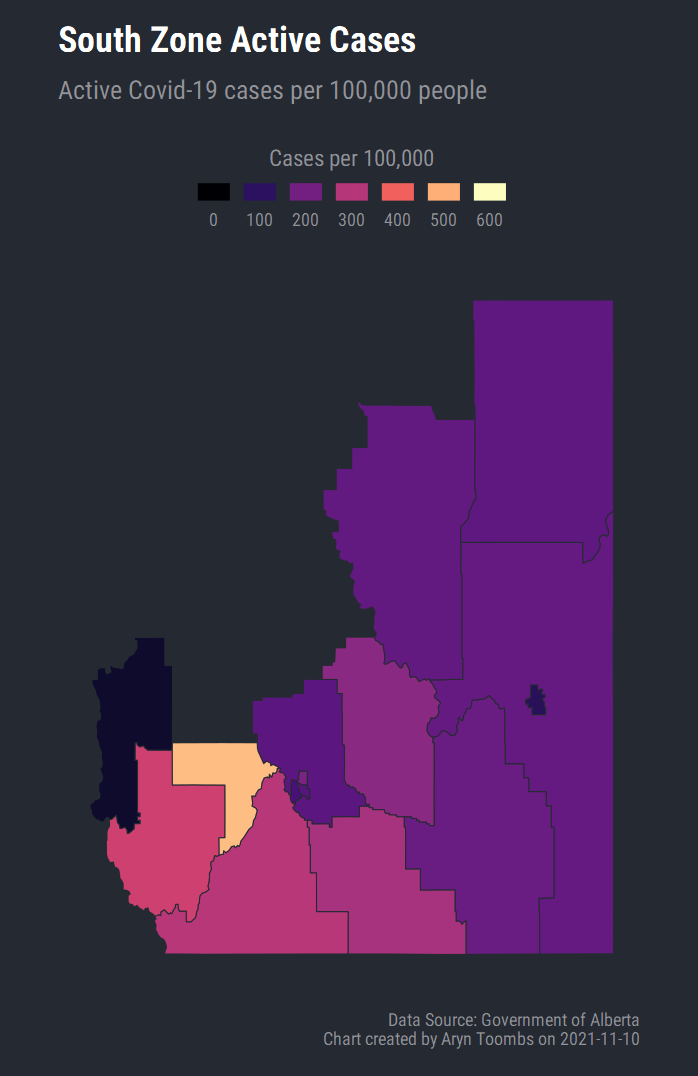 South Zone Active Cases
Active Covid-19 cases per 100,000 people
Cases per 100,000
0 100 200 300 400 500 600
Data Source: Government of Alberta
Chart created by Aryn Toombs on 2021-11-10